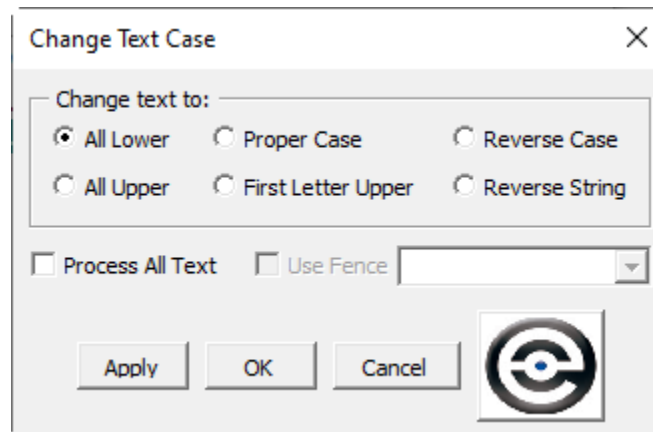 Change Text Case
Change text to:
All Lower Proper Case Reverse Case
All Upper First Letter Upper Reverse String
Process All Text Use Fence
Apply OK Cancel